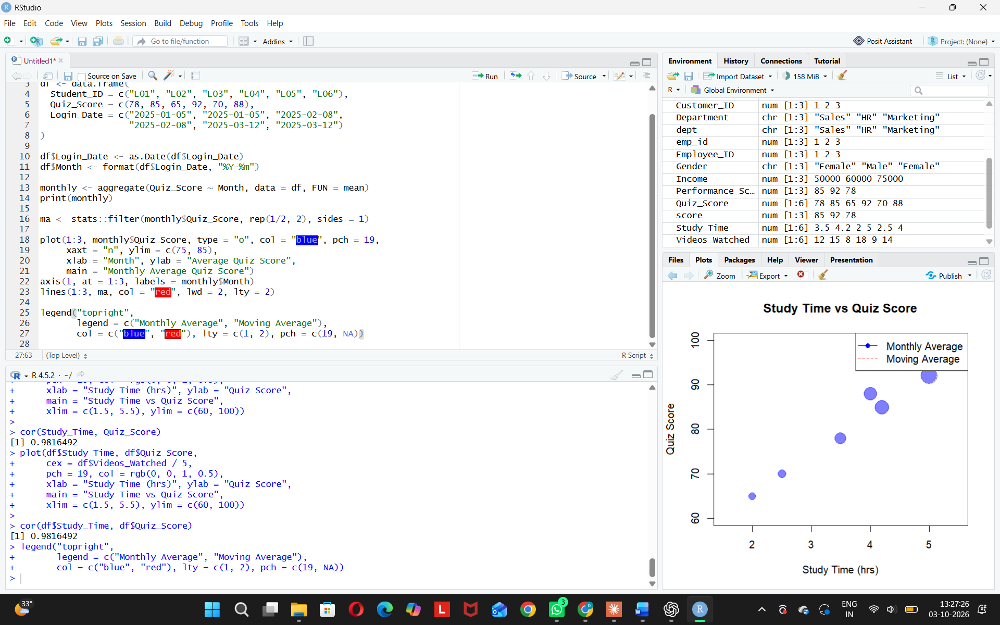 RStudio
File Edit Code View Plots Session Build Debug Profile Tools Help
Go to file/function Addins Posit Assistant Project: (None)
Untitled1*
Source on Save Run Source
3 df <- data.frame(
4 Student_ID = c("L01", "L02", "L03", "L04", "L05", "L06"),
5 Quiz_Score = c(78, 85, 65, 92, 70, 88),
6 Login_Date = c("2025-01-05", "2025-01-05", "2025-02-08",
7 "2025-02-08", "2025-03-12", "2025-03-12")
8 )
9
10 df$Login_Date <- as.Date(df$Login_Date)
11 df$Month <- format(df$Login_Date, "%Y-%m")
12
13 monthly <- aggregate(Quiz_Score ~ Month, data = df, FUN = mean)
14 print(monthly)
15
16 ma <- stats::filter(monthly$Quiz_Score, rep(1/2, 2), sides = 1)
17
18 plot(1:3, monthly$Quiz_Score, type = "o", col = "blue", pch = 19,
19 xaxt = "n", ylim = c(75, 85),
20 xlab = "Month", ylab = "Average Quiz Score",
21 main = "Monthly Average Quiz Score")
22 axis(1, at = 1:3, labels = monthly$Month)
23 lines(1:3, ma, col = "red", lwd = 2, lty = 2)
24
25 legend("topright",
26 legend = c("Monthly Average", "Moving Average"),
27 col = c("blue", "red"), lty = c(1, 2), pch = c(19, NA))
28
27:63 (Top Level) R Script
R 4.5.2 · ~/
+ pch = 19, col = rgb(0, 0, 1, 0.5),
+ xlab = "Study Time (hrs)", ylab = "Quiz Score",
+ main = "Study Time vs Quiz Score",
+ xlim = c(1.5, 5.5), ylim = c(60, 100))
>
> cor(Study_Time, Quiz_Score)
[1] 0.9816492
> plot(df$Study_Time, df$Quiz_Score,
+ cex = df$Videos_Watched / 5,
+ pch = 19, col = rgb(0, 0, 1, 0.5),
+ xlab = "Study Time (hrs)", ylab = "Quiz Score",
+ main = "Study Time vs Quiz Score",
+ xlim = c(1.5, 5.5), ylim = c(60, 100))
>
> cor(df$Study_Time, df$Quiz_Score)
[1] 0.9816492
> legend("topright",
+ legend = c("Monthly Average", "Moving Average"),
+ col = c("blue", "red"), lty = c(1, 2), pch = c(19, NA))
>
Environment History Connections Tutorial
Import Dataset 158 MiB List
R Global Environment
Customer_ID num [1:3] 1 2 3
Department chr [1:3] "Sales" "HR" "Marketing"
dept chr [1:3] "Sales" "HR" "Marketing"
emp_id num [1:3] 1 2 3
Employee_ID num [1:3] 1 2 3
Gender chr [1:3] "Female" "Male" "Female"
Income num [1:3] 50000 60000 75000
Performance_Sc… num [1:3] 85 92 78
Quiz_Score num [1:6] 78 85 65 92 70 88
score num [1:3] 85 92 78
Study_Time num [1:6] 3.5 4.2 2 5 2.5 4
Videos_Watched num [1:6] 12 15 8 18 9 14
Files Plots Packages Help Viewer Presentation
Zoom Export Publish
Study Time vs Quiz Score
Monthly Average
Moving Average
Quiz Score
100
90
80
70
60
2 3 4 5
Study Time (hrs)
33°
L
3
D
ENG
IN
13:27:26
03-10-2026